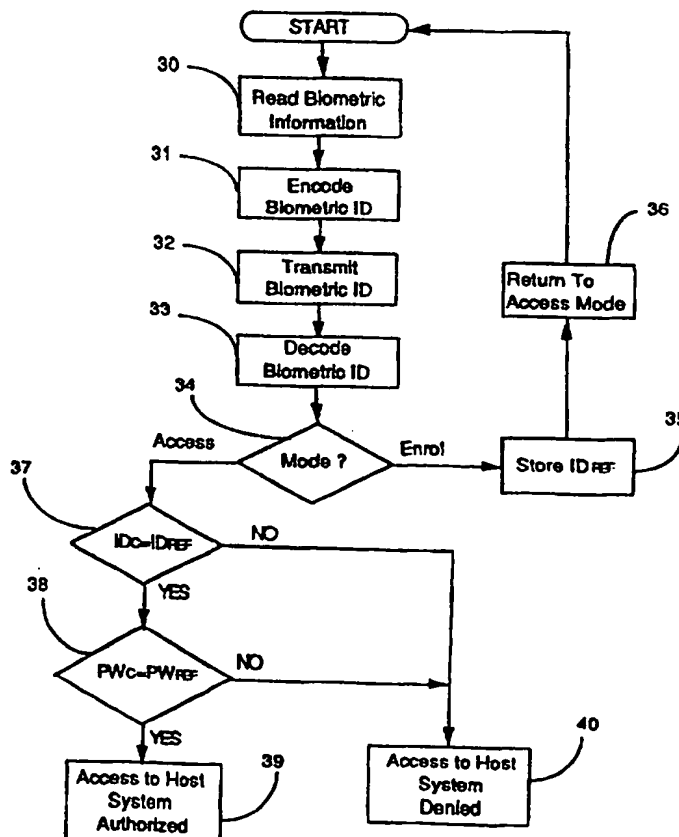 START
30
Read Biometric
Information
31
Encode
Biometric ID
32
Transmit
Biometric ID
33
Decode
Biometric ID
34
Mode ?
Access
Enrol
Store IDREF
35
Return To
Access Mode
36
37
IDC=IDREF
NO
YES
38
PWC=PWREF
NO
YES
Access to Host
System
Authorized
39
Access to Host
System
Denied
40